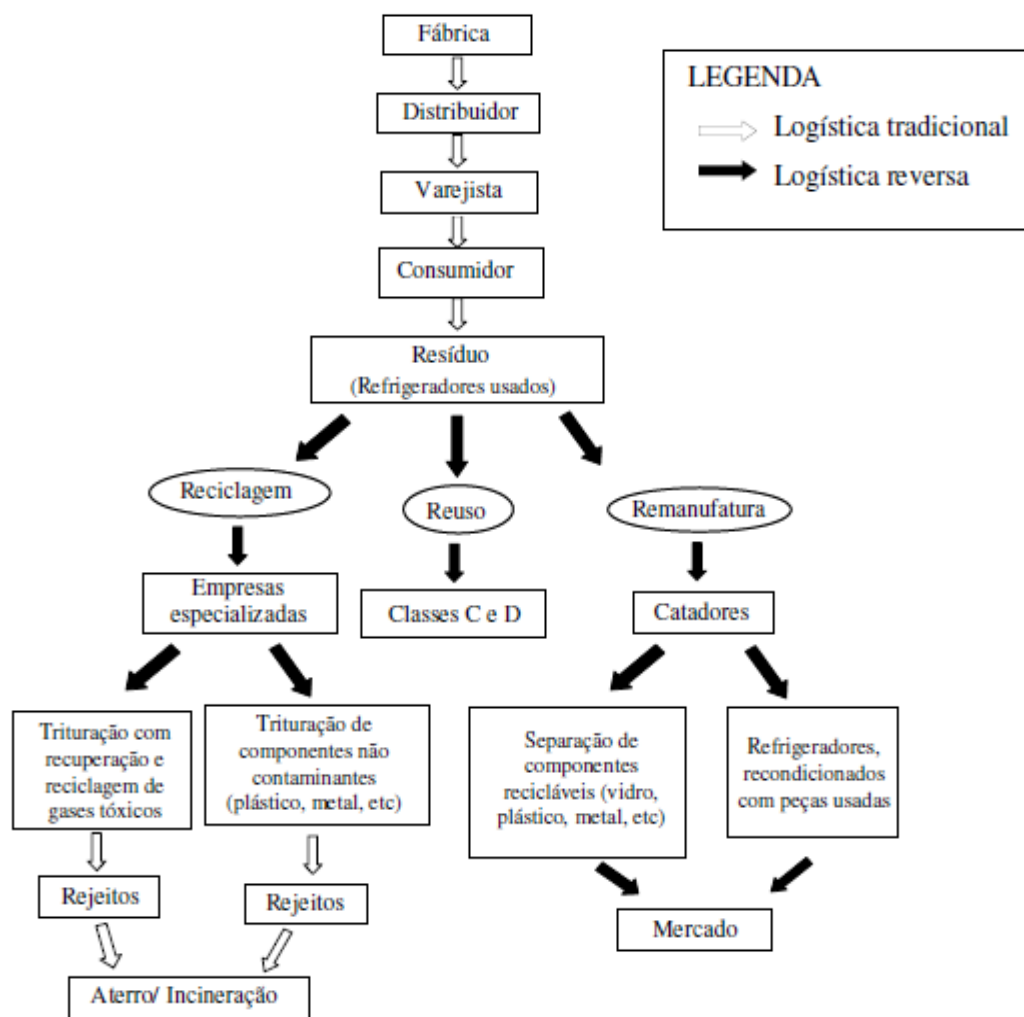 Fábrica
LEGENDA
Logística tradicional
Logística reversa
Distribuidor
Varejista
Consumidor
Resíduo
(Refrigeradores usados)
Reciclagem
Reuso
Remanufatura
Empresas
especializadas
Classes C e D
Catadores
Trituração com
recuperação e
reciclagem de
gases tóxicos
Trituração de
componentes não
contaminantes
(plástico, metal, etc)
Separação de
componentes
recicláveis (vidro,
plástico, metal, etc)
Refrigeradores,
recondicionados
com peças usadas
Rejeitos
Rejeitos
Mercado
Aterro/ Incineração